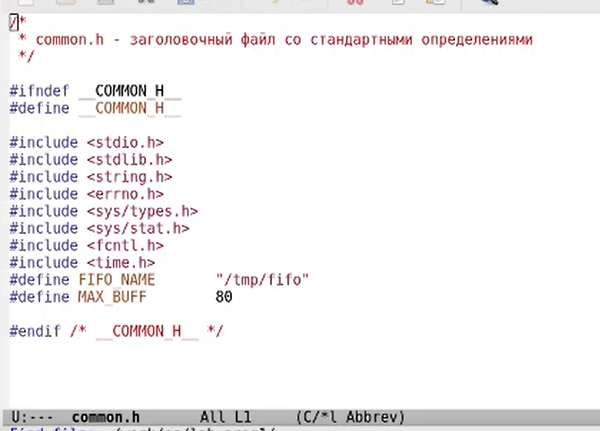 /*
 * common.h - заголовочный файл со стандартными определениями
 */
#ifndef __COMMON_H__
#define __COMMON_H__
#include <stdio.h>
#include <stdlib.h>
#include <string.h>
#include <errno.h>
#include <sys/types.h>
#include <sys/stat.h>
#include <fcntl.h>
#include <time.h>
#define FIFO_NAME "/tmp/fifo"
#define MAX_BUFF 80
#endif /* __COMMON_H__ */
U:--- common.h All L1 (C/*l Abbrev)